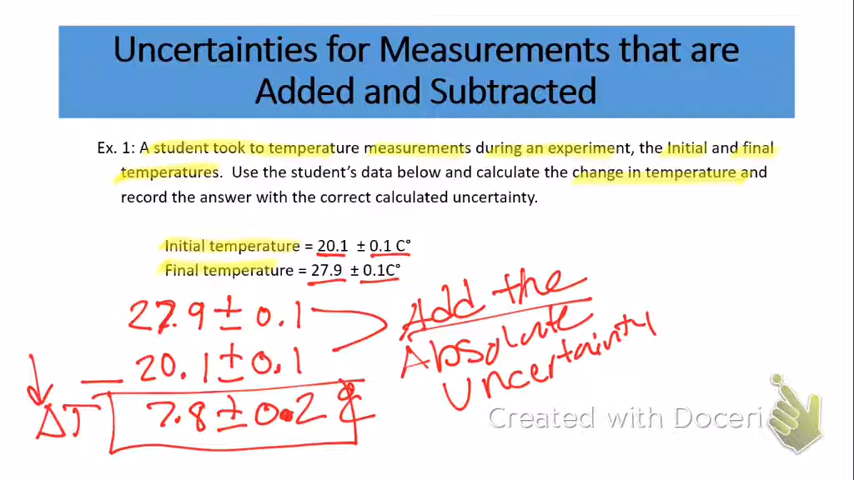 Uncertainties for Measurements that are
Added and Subtracted
Ex. 1: A student took to temperature measurements during an experiment, the Initial and final
temperatures. Use the student's data below and calculate the change in temperature and
record the answer with the correct calculated uncertainty.
Initial temperature = 20.1 ± 0.1 C°
Final temperature = 27.9 ± 0.1C°
27.9 ± 0.1
20.1 ± 0.1
ΔT 7.8 ± 0.2 °C
Add the
Absolute
Uncertainty
Created with Doceri